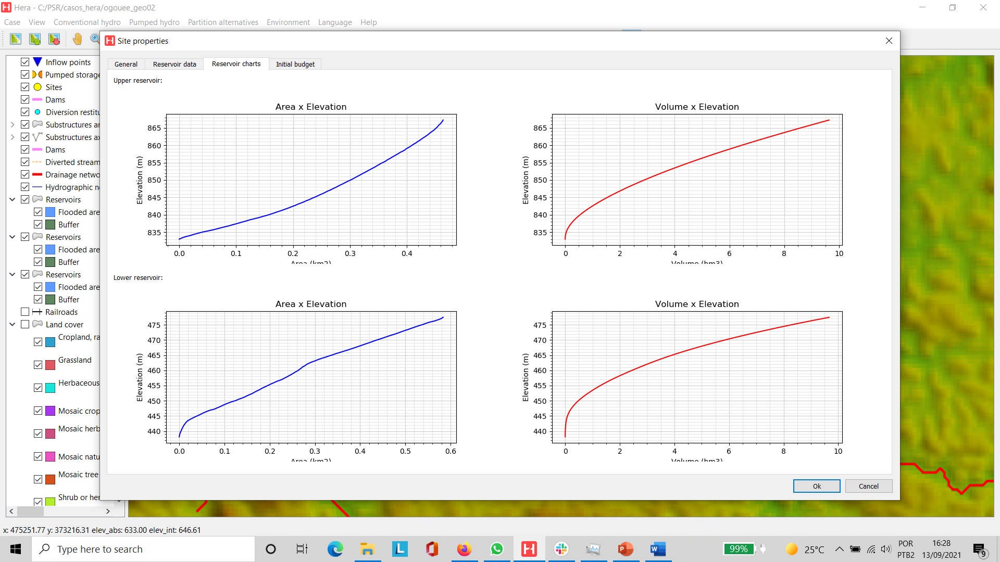 Hera - C:/PSR/casos_hera/ogouee_geo02
Case View Conventional hydro Pumped hydro Partition alternatives Environment Language Help
Site properties
General Reservoir data Reservoir charts Initial budget
Inflow points
Pumped storage
Sites
Dams
Diversion restitu
Substructures ar
Substructures ax
Dams
Diverted stream
Drainage netwo
Hydrographic n
Reservoirs
Flooded are
Buffer
Reservoirs
Flooded are
Buffer
Reservoirs
Flooded are
Buffer
Railroads
Land cover
Cropland, ra
Grassland
Herbaceous
Mosaic crop
Mosaic herb
Mosaic natu
Mosaic tree
Shrub or her
Upper reservoir:
Area x Elevation
Elevation (m)
865
860
855
850
845
840
835
0.0 0.1 0.2 0.3 0.4
Area (km2)
Volume x Elevation
Elevation (m)
865
860
855
850
845
840
835
0 2 4 6 8 10
Volume (hm3)
Lower reservoir:
Area x Elevation
Elevation (m)
475
470
465
460
455
450
445
440
0.0 0.1 0.2 0.3 0.4 0.5 0.6
Area (km2)
Volume x Elevation
Elevation (m)
475
470
465
460
455
450
445
440
0 2 4 6 8 10
Volume (hm3)
Ok Cancel
x: 475251.77 y: 373216.31 elev_abs: 633.00 elev_int: 646.61
Type here to search
L
P
W
99%
25°C
POR
PTB2
16:28
13/09/2021
9